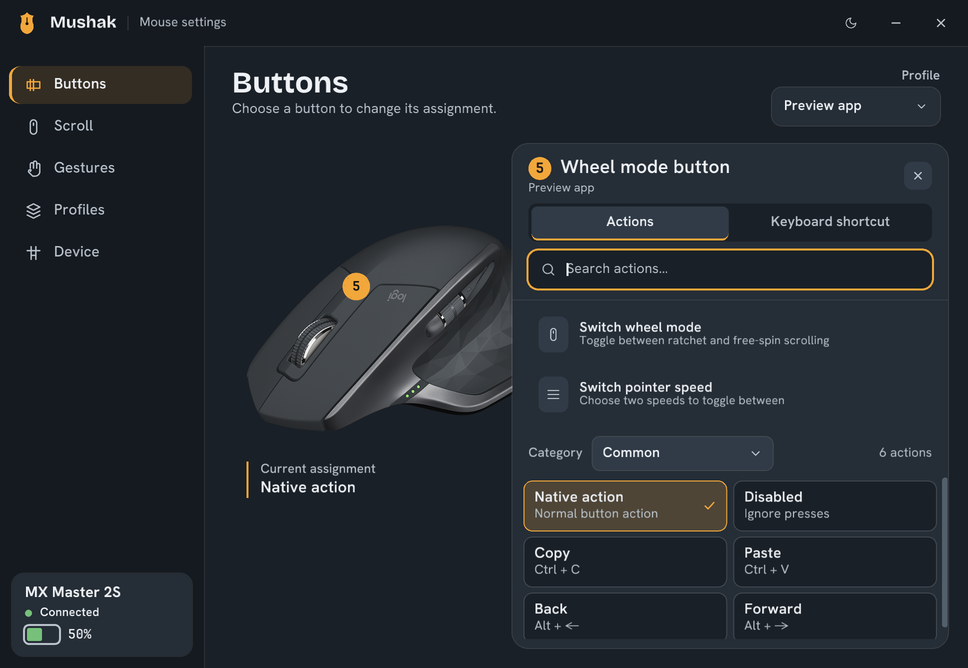 Mushak
Mouse settings
Buttons
Scroll
Gestures
Profiles
Device
MX Master 2S
Connected
50%
Buttons
Choose a button to change its assignment.
Profile
Preview app
5
logi
Current assignment
Native action
5 Wheel mode button
Preview app
Actions
Keyboard shortcut
Search actions...
Switch wheel mode
Toggle between ratchet and free-spin scrolling
Switch pointer speed
Choose two speeds to toggle between
Category
Common
6 actions
Native action
Normal button action
Disabled
Ignore presses
Copy
Ctrl + C
Paste
Ctrl + V
Back
Alt + ←
Forward
Alt + →